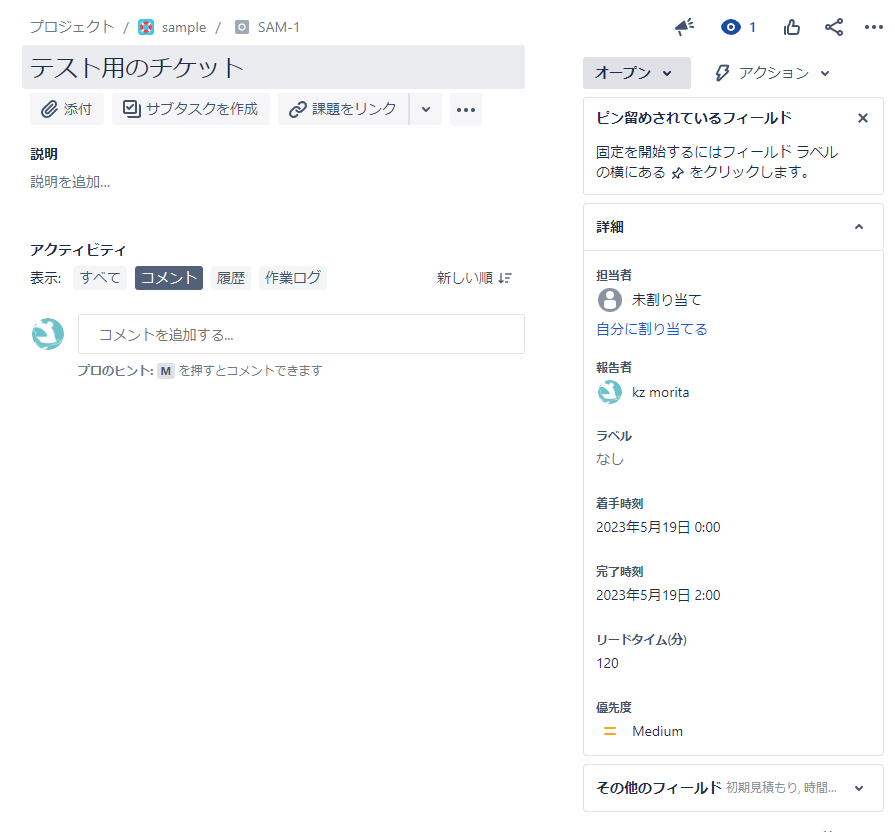 プロジェクト / sample / SAM-1
1
テスト用のチケット
添付 サブタスクを作成 課題をリンク
説明
説明を追加...
アクティビティ
表示: すべて コメント 履歴 作業ログ 新しい順
コメントを追加する...
プロのヒント: M を押すとコメントできます
オープン アクション
ピン留めされているフィールド
固定を開始するにはフィールド ラベル
の横にある をクリックします。
詳細
担当者
未割り当て
自分に割り当てる
報告者
kz morita
ラベル
なし
着手時刻
2023年5月19日 0:00
完了時刻
2023年5月19日 2:00
リードタイム(分)
120
優先度
Medium
その他のフィールド 初期見積もり, 時間...